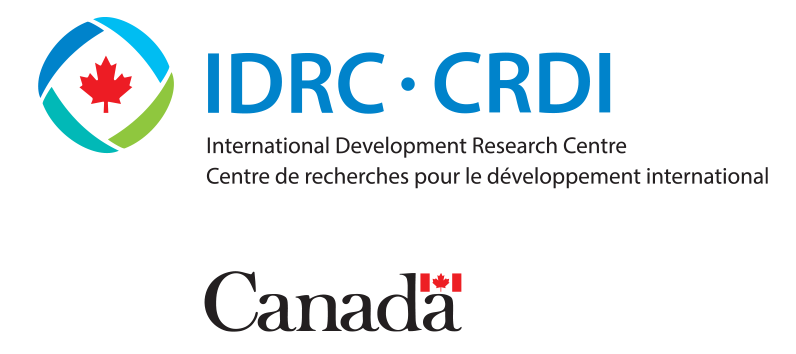 IDRC · CRDI
International Development Research Centre
Centre de recherches pour le développement international
Canada